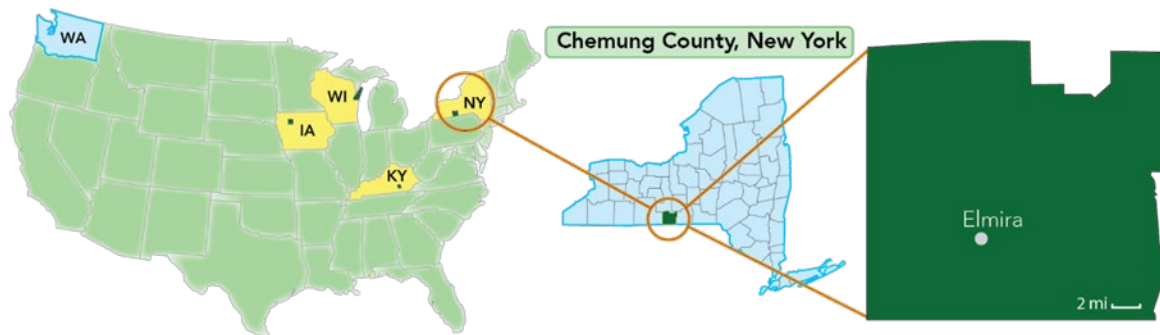 WA
WI
IA
KY
NY
Chemung County, New York
Elmira
2 mi